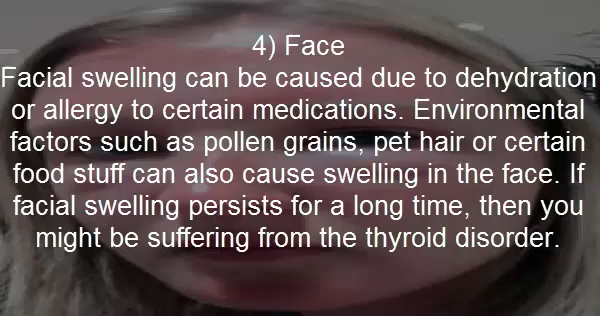 4) Face
Facial swelling can be caused due to dehydration
or allergy to certain medications. Environmental
factors such as pollen grains, pet hair or certain
food stuff can also cause swelling in the face. If
facial swelling persists for a long time, then you
might be suffering from the thyroid disorder.